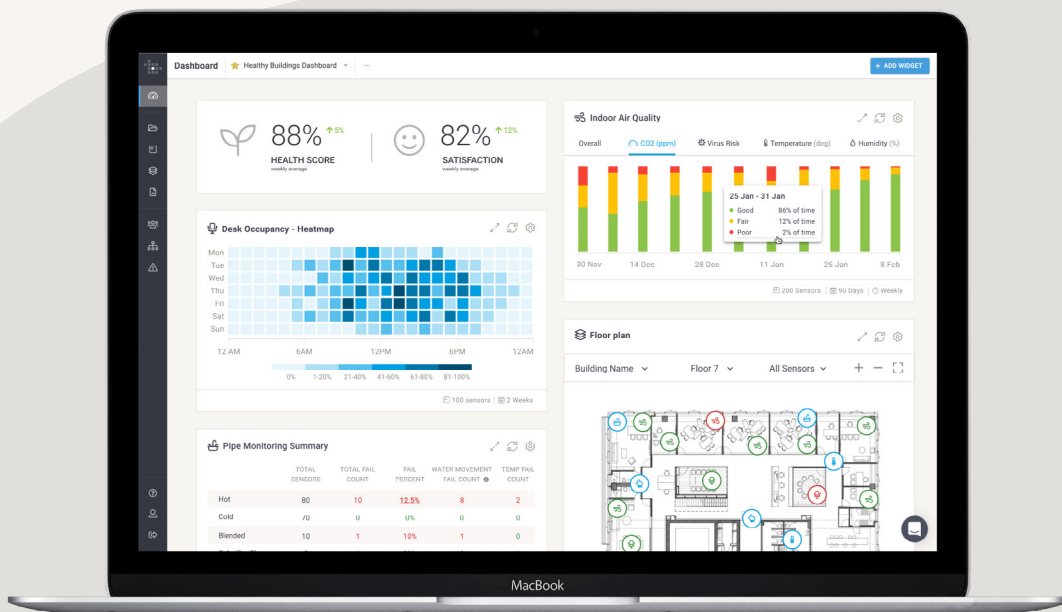 Dashboard
Healthy Buildings Dashboard
+ ADD WIDGET
88% ↑ 5%
HEALTH SCORE
weekly average
82% ↑ 12%
SATISFACTION
weekly average
Indoor Air Quality
Overall CO2 (ppm) Virus Risk Temperature (deg) Humidity (%)
25 Jan - 31 Jan
Good 86% of time
Fair 12% of time
Poor 2% of time
30 Nov 14 Dec 28 Dec 11 Jan 25 Jan 8 Feb
200 Sensors | 90 Days | Weekly
Desk Occupancy - Heatmap
Mon
Tue
Wed
Thu
Fri
Sat
Sun
12 AM 6AM 12PM 6PM 12AM
0% 1-20% 21-40% 41-60% 61-80% 81-100%
100 sensors | 2 Weeks
Floor plan
Building Name Floor 7 All Sensors + −
Pipe Monitoring Summary
TOTAL SENSORS TOTAL FAIL COUNT FAIL PERCENT WATER MOVEMENT FAIL COUNT TEMP FAIL COUNT
Hot 80 10 12.5% 8 2
Cold 70 0 0% 0 0
Blended 10 1 10% 1 0
MacBook